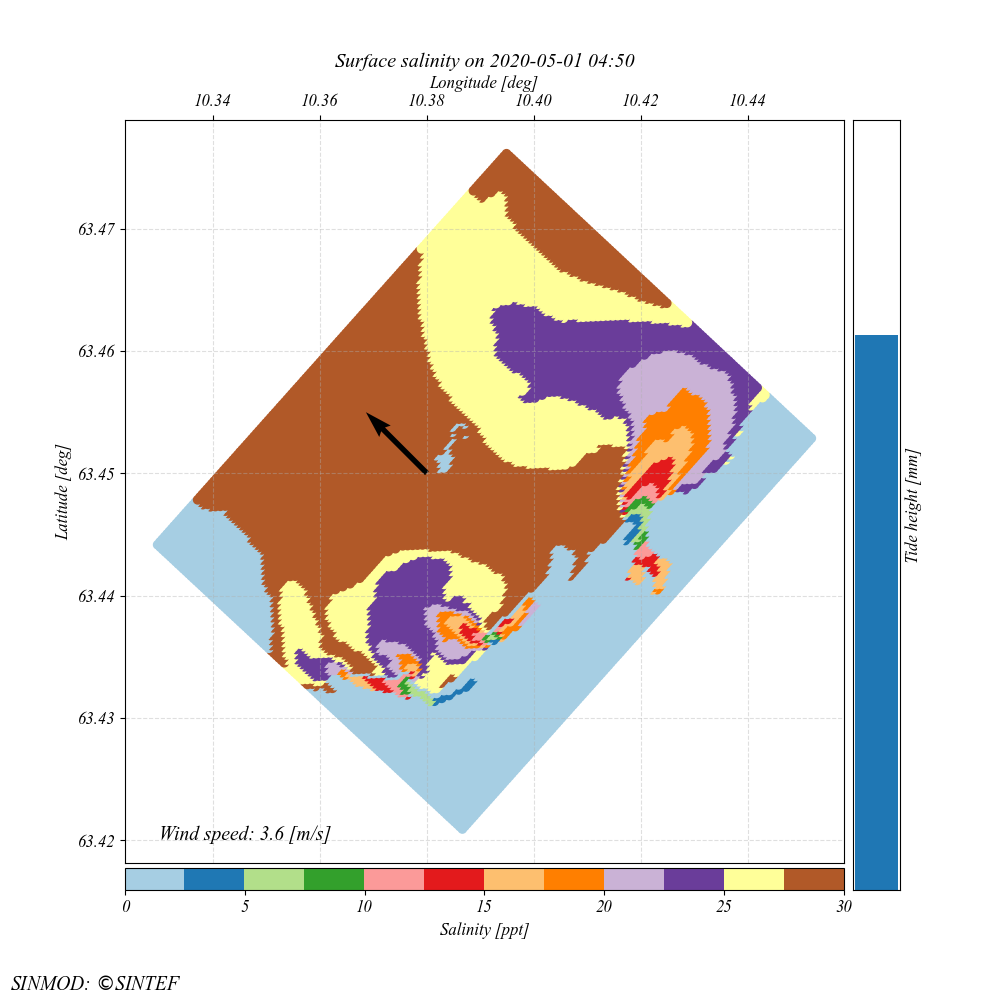 Surface salinity on 2020-05-01 04:50
Longitude [deg]
10.34 10.36 10.38 10.40 10.42 10.44
63.47
63.46
63.45
63.44
63.43
63.42
Latitude [deg]
Tide height [mm]
Wind speed: 3.6 [m/s]
0 5 10 15 20 25 30
Salinity [ppt]
SINMOD: ©SINTEF